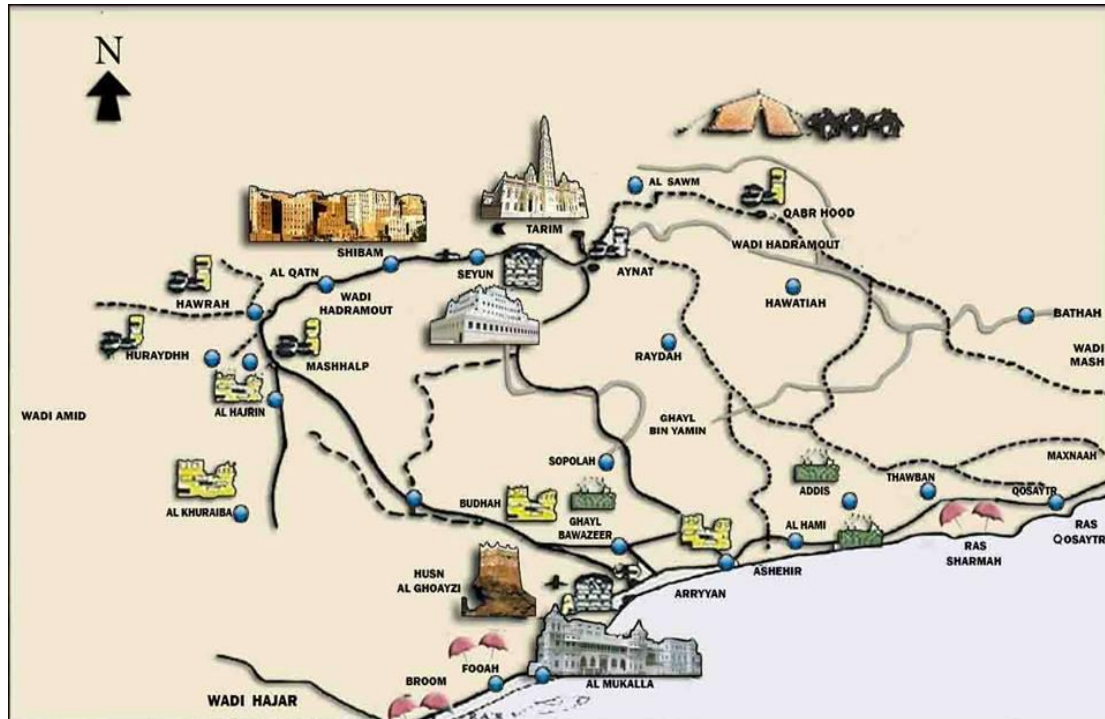 N
AL SAWM
QABR HOOD
TARIM
SHIBAM
SEYUN
AYNAT
WADI HADRAMOUT
AL QATN
WADI
HADRAMOUT
HAWRAH
HAWATIAH
BATHAH
HURAYDHH
MASHHALP
RAYDAH
WADI
MASH
AL HAJRIN
WADI AMID
GHAYL
BIN YAMIN
SOPOLAH
MAXNAAH
ADDIS
THAWBAN
QOSAYTR
AL KHURAIBA
BUDHAH
GHAYL
BAWAZEER
AL HAMI
RAS
QOSAYTR
RAS
SHARMAH
ASHEHIR
HUSN
AL GHOAYZI
ARRYYAN
FOOAH
BROOM
AL MUKALLA
WADI HAJAR